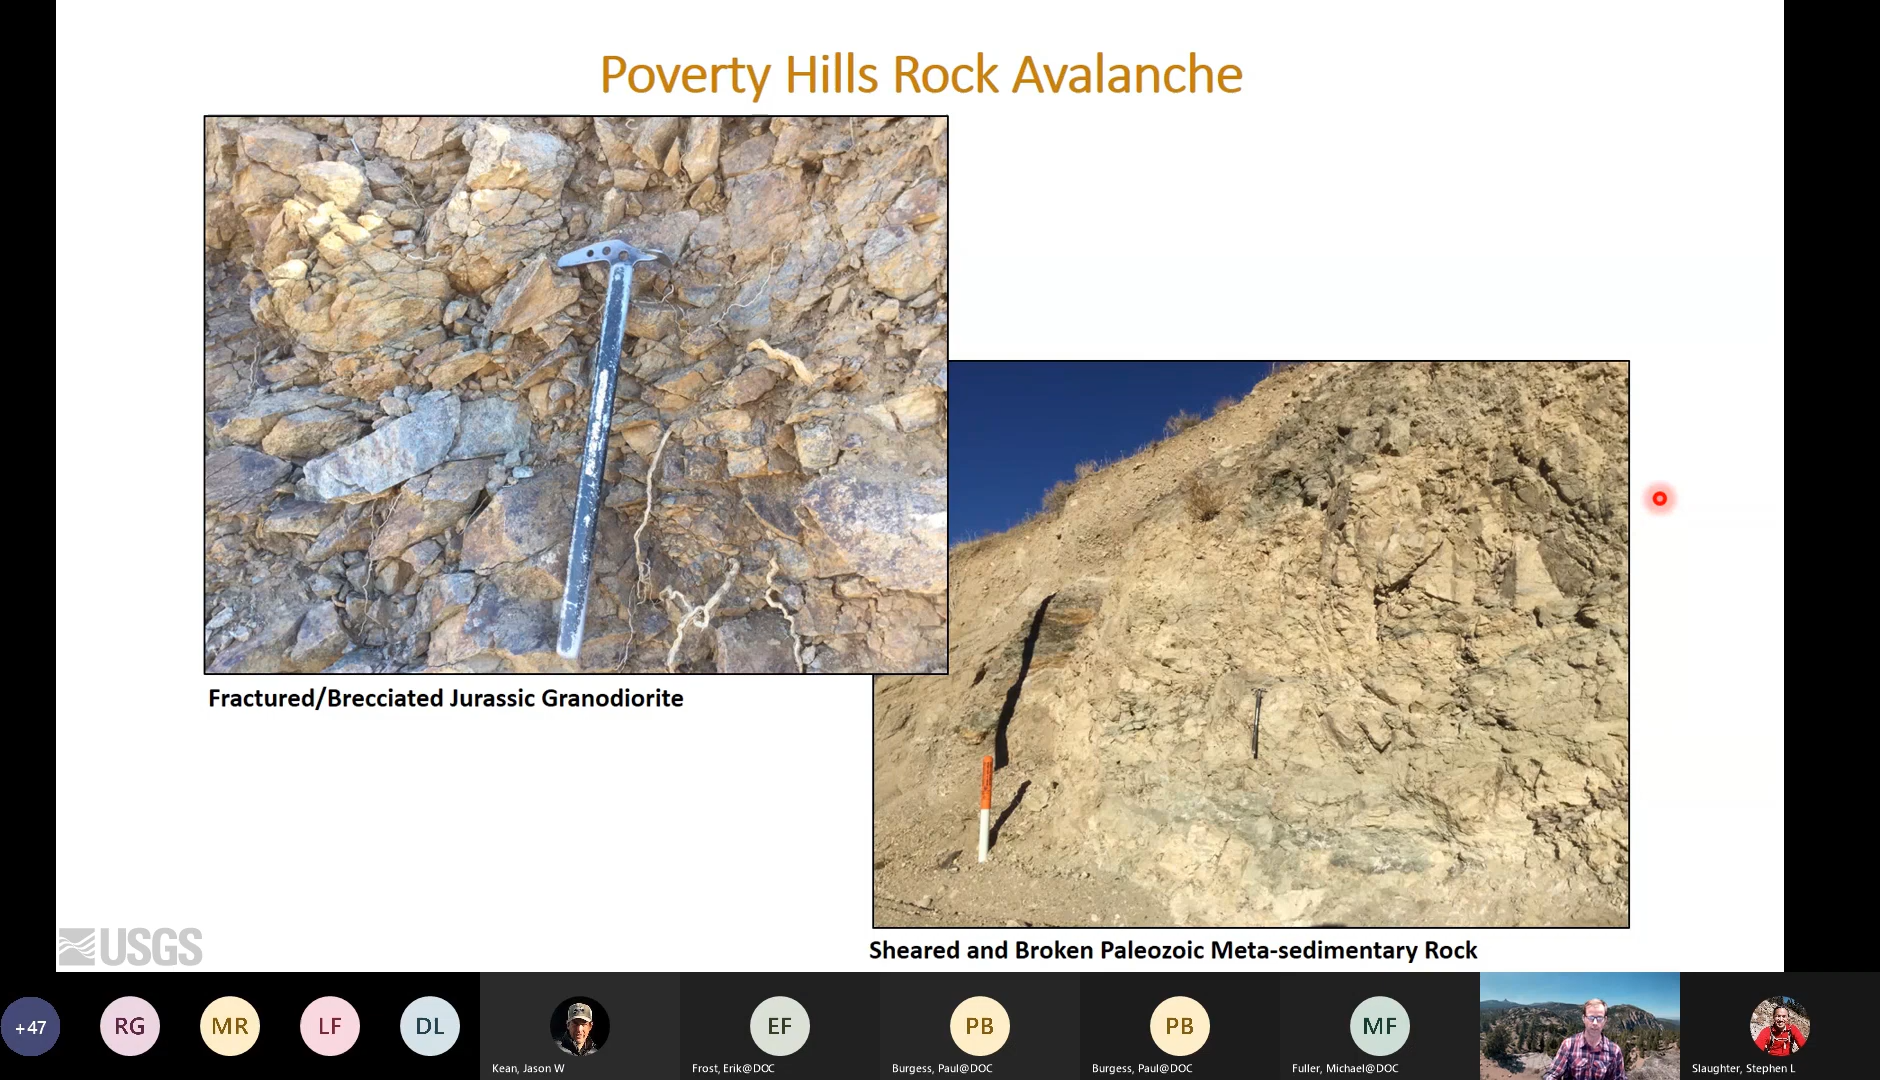 Poverty Hills Rock Avalanche
Fractured/Brecciated Jurassic Granodiorite
Sheared and Broken Paleozoic Meta-sedimentary Rock
USGS
+47
RG
MR
LF
DL
EF
PB
PB
MF
Kean, Jason W
Frost, Erik@DOC
Burgess, Paul@DOC
Burgess, Paul@DOC
Fuller, Michael@DOC
Slaughter, Stephen L